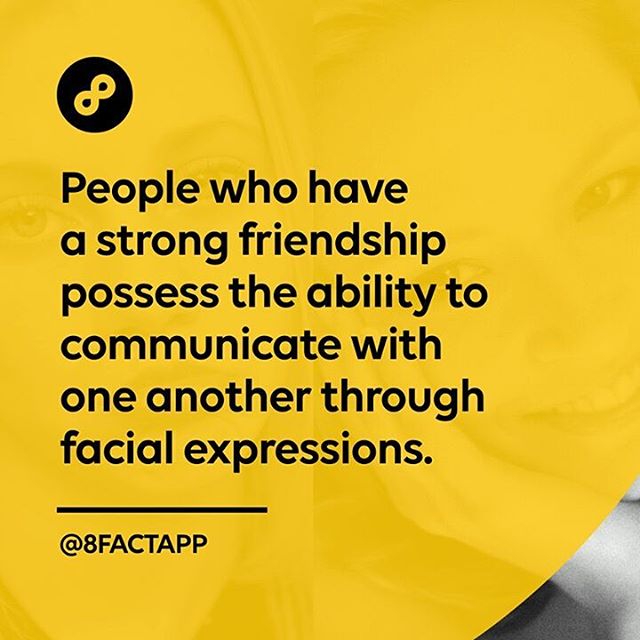 People who have
a strong friendship
possess the ability to
communicate with
one another through
facial expressions.
@8FACTAPP